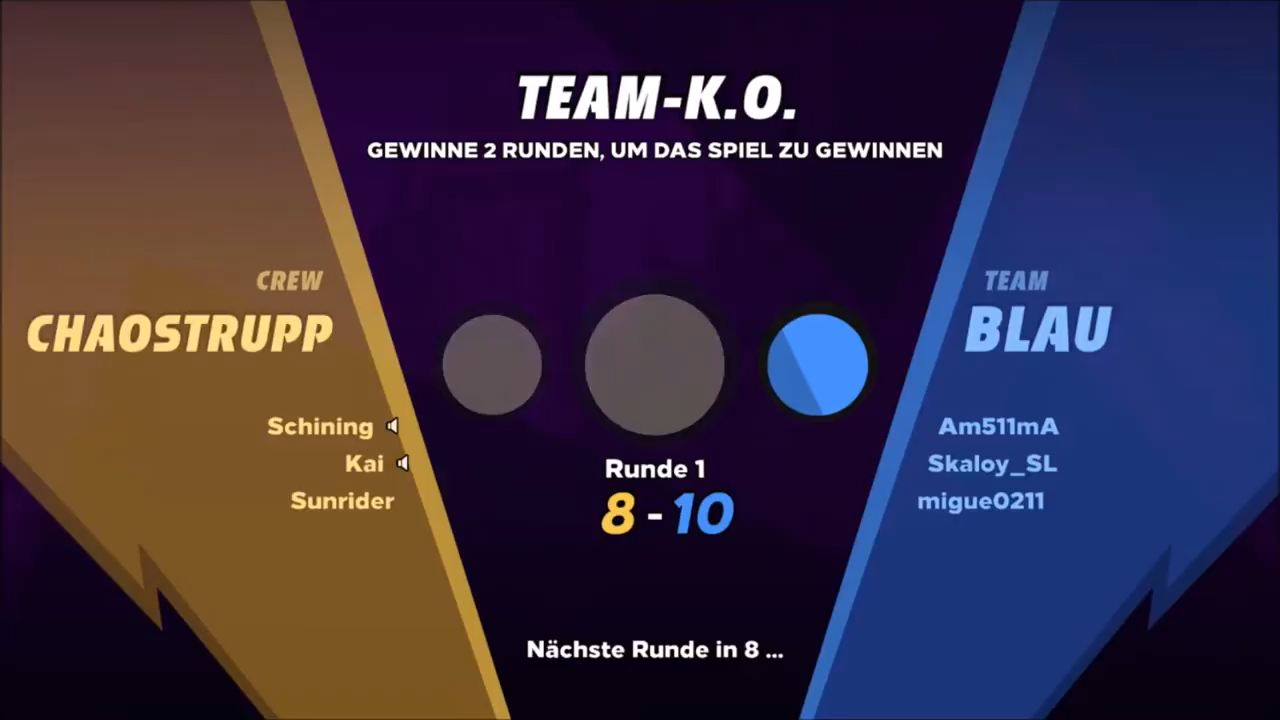 TEAM-K.O.
GEWINNE 2 RUNDEN, UM DAS SPIEL ZU GEWINNEN
CREW
CHAOSTRUPP
Schining
Kai
Sunrider
TEAM
BLAU
Am511mA
Skaloy_SL
migue0211
Runde 1
8 - 10
Nächste Runde in 8 ...